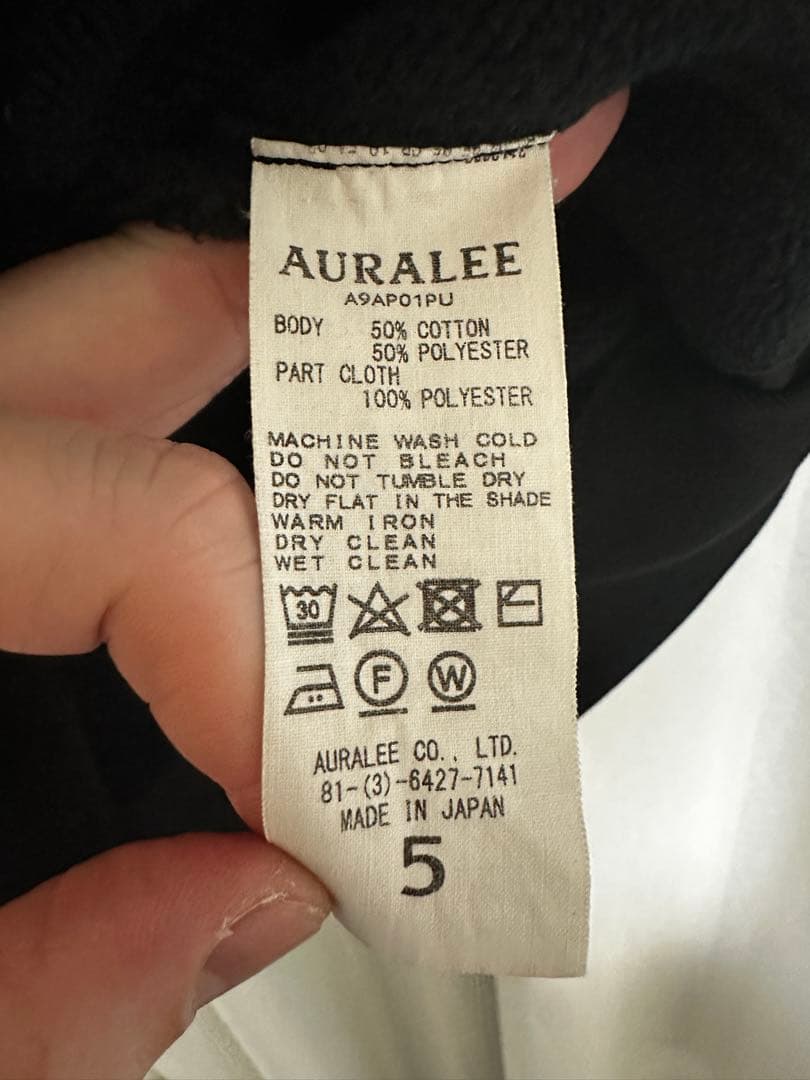 AURALEE
A9AP01PU
BODY 50% COTTON
50% POLYESTER
PART CLOTH
100% POLYESTER
MACHINE WASH COLD
DO NOT BLEACH
DO NOT TUMBLE DRY
DRY FLAT IN THE SHADE
WARM IRON
DRY CLEAN
WET CLEAN
30
F W
AURALEE CO., LTD.
81-(3)-6427-7141
MADE IN JAPAN
5